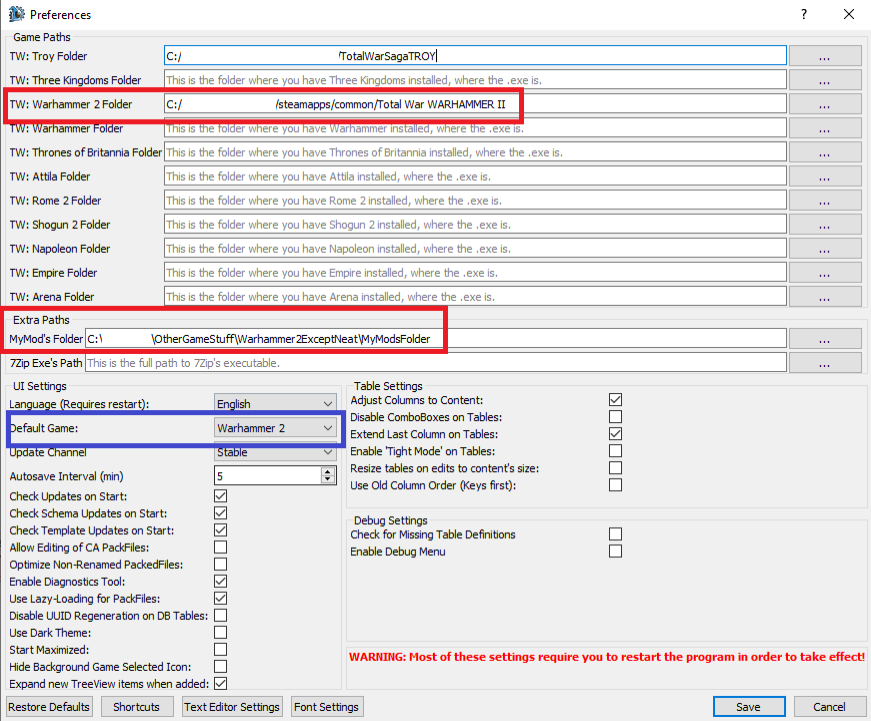 Preferences
Game Paths
TW: Troy Folder C:/ /TotalWarSagaTROY ...
TW: Three Kingdoms Folder This is the folder where you have Three Kingdoms installed, where the .exe is. ...
TW: Warhammer 2 Folder C:/ /steamapps/common/Total War WARHAMMER II ...
TW: Warhammer Folder This is the folder where you have Warhammer installed, where the .exe is. ...
TW: Thrones of Britannia Folder This is the folder where you have Thrones of Britannia installed, where the .exe is. ...
TW: Attila Folder This is the folder where you have Attila installed, where the .exe is. ...
TW: Rome 2 Folder This is the folder where you have Rome 2 installed, where the .exe is. ...
TW: Shogun 2 Folder This is the folder where you have Shogun 2 installed, where the .exe is. ...
TW: Napoleon Folder This is the folder where you have Napoleon installed, where the .exe is. ...
TW: Empire Folder This is the folder where you have Empire installed, where the .exe is. ...
TW: Arena Folder This is the folder where you have Arena installed, where the .exe is. ...
Extra Paths
MyMod's Folder C:\ \OtherGameStuff\Warhammer2ExceptNeat\MyModsFolder ...
7Zip Exe's Path This is the full path to 7Zip's executable. ...
UI Settings
Language (Requires restart): English
Default Game: Warhammer 2
Update Channel Stable
Autosave Interval (min) 5
Check Updates on Start:
Check Schema Updates on Start:
Check Template Updates on Start:
Allow Editing of CA PackFiles:
Optimize Non-Renamed PackedFiles:
Enable Diagnostics Tool:
Use Lazy-Loading for PackFiles:
Disable UUID Regeneration on DB Tables:
Use Dark Theme:
Start Maximized:
Hide Background Game Selected Icon:
Expand new TreeView items when added:
Table Settings
Adjust Columns to Content:
Disable ComboBoxes on Tables:
Extend Last Column on Tables:
Enable 'Tight Mode' on Tables:
Resize tables on edits to content's size:
Use Old Column Order (Keys first):
Debug Settings
Check for Missing Table Definitions
Enable Debug Menu
WARNING: Most of these settings require you to restart the program in order to take effect!
Restore Defaults Shortcuts Text Editor Settings Font Settings Save Cancel